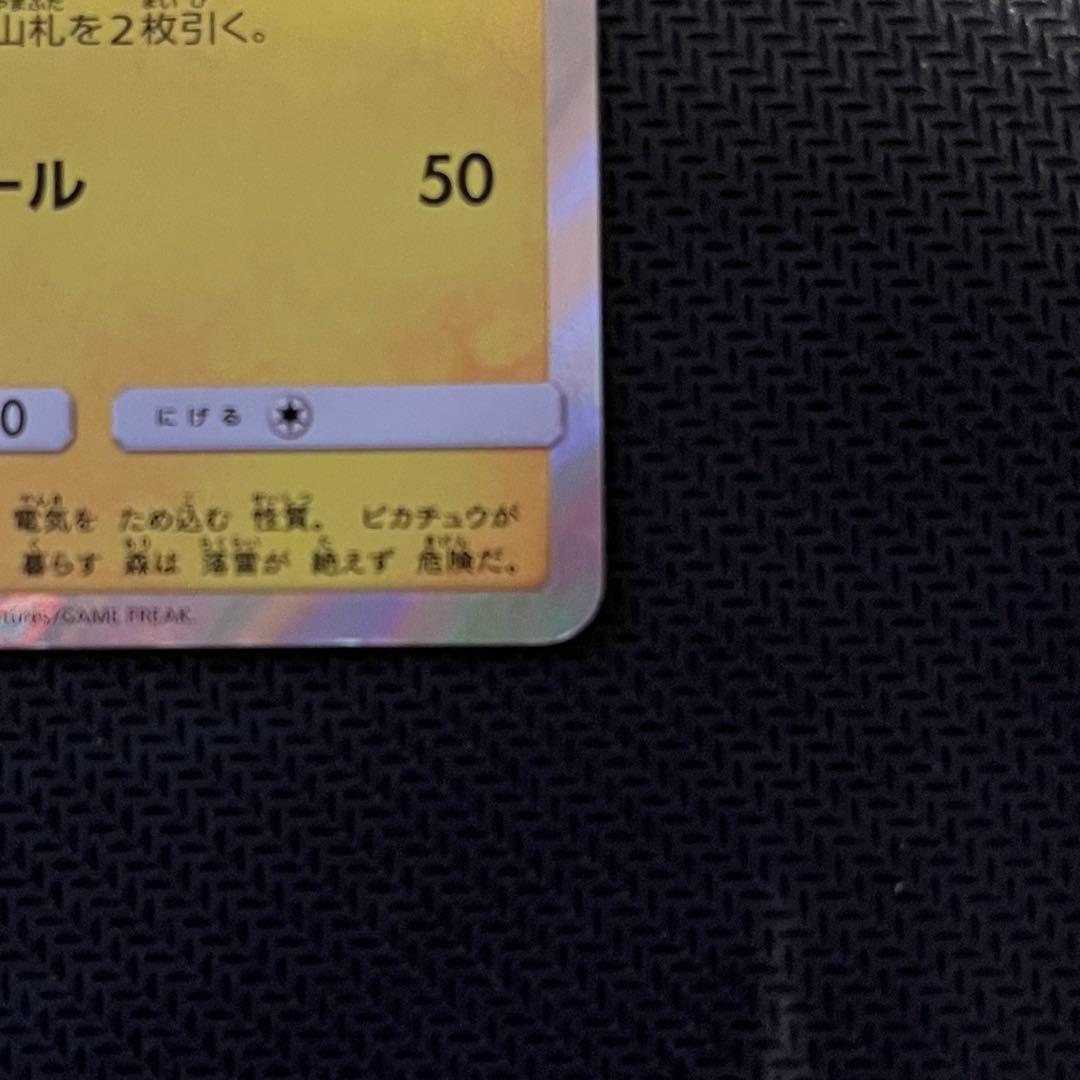 山札を2枚引く。
ール 50
0 にげる
電気を ため込む 性質。 ピカチュウが
暮らす 森は 落雷が 絶えず 危険だ。
tures/GAME FREAK